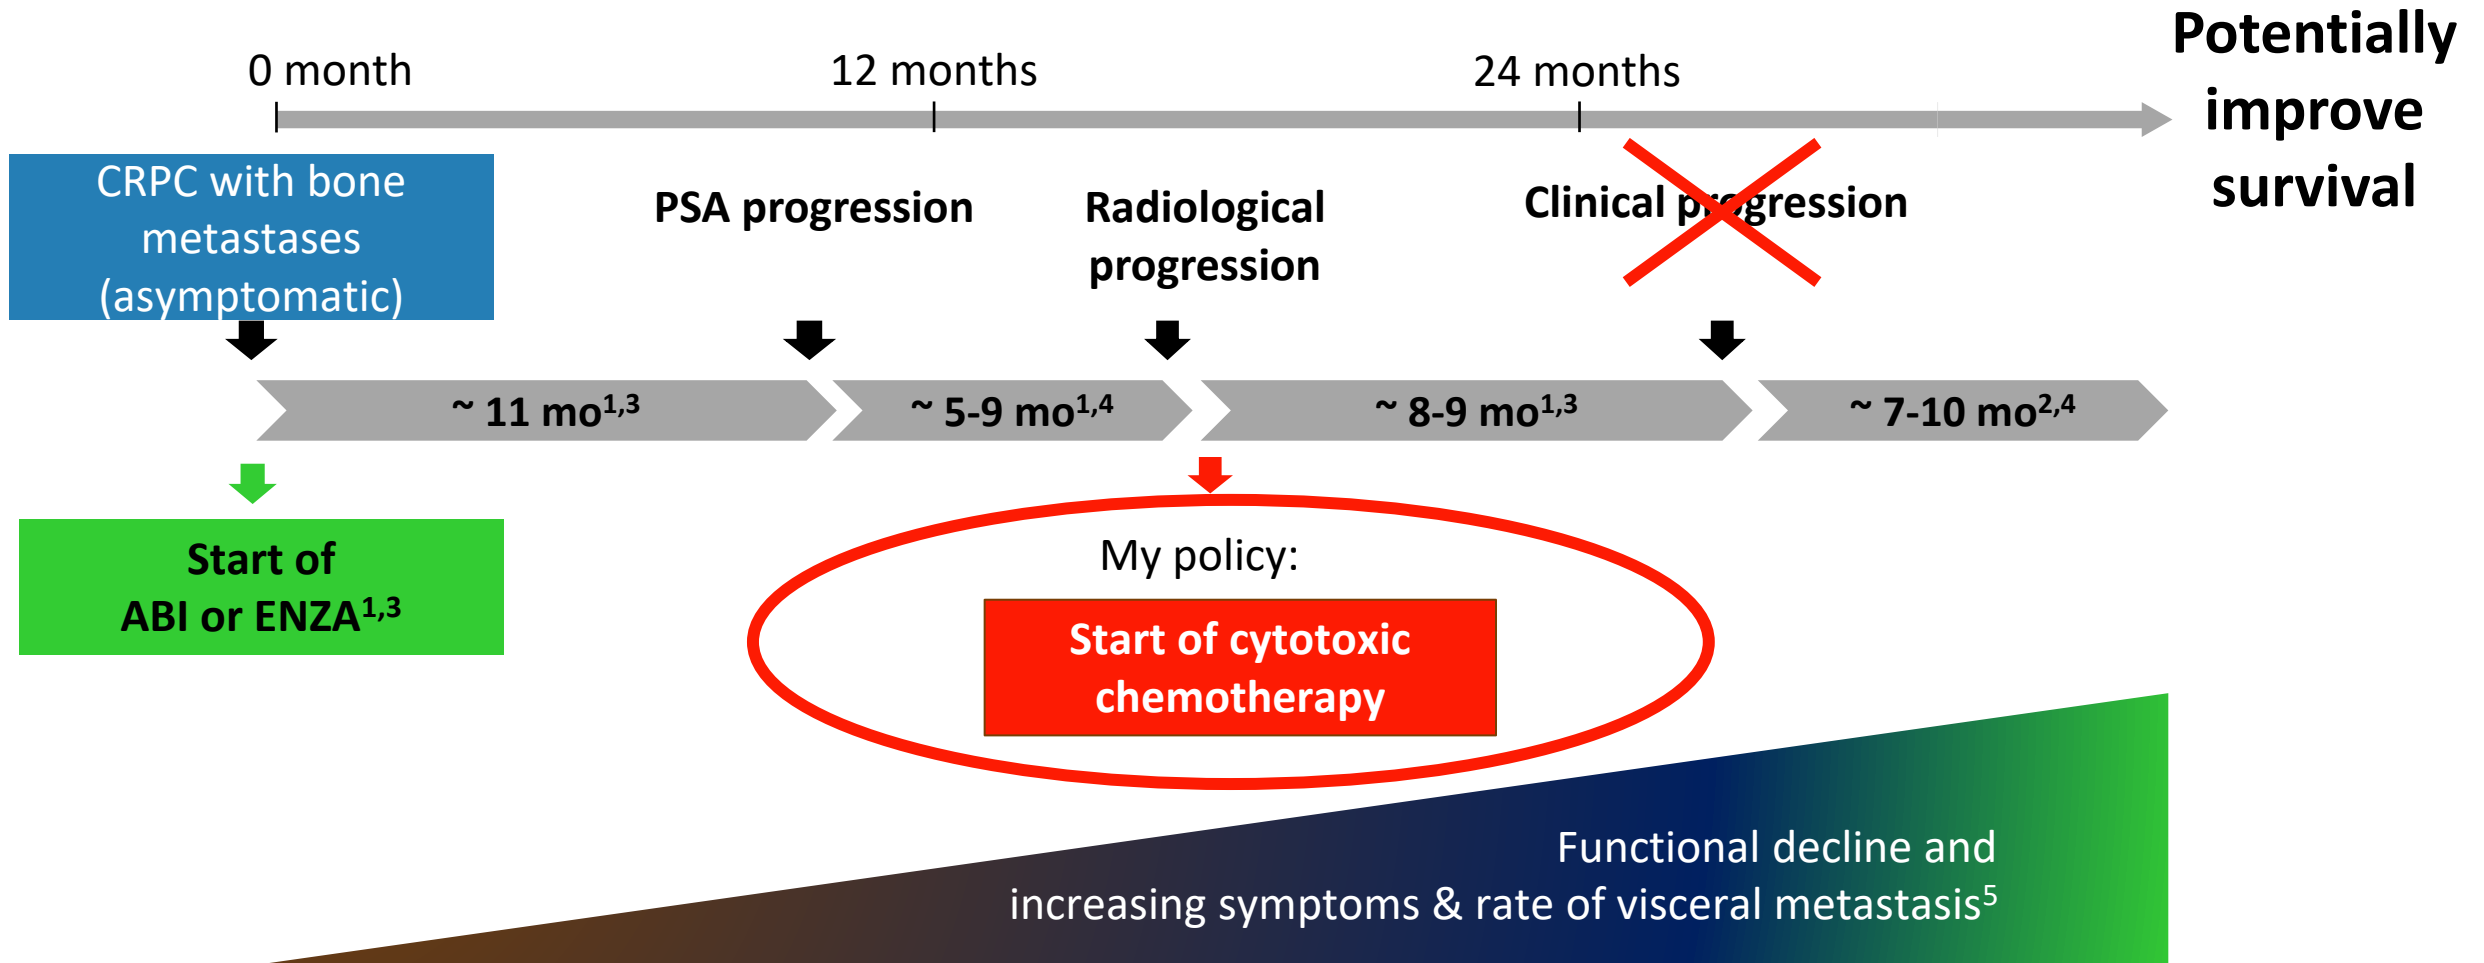 0 month
12 months
24 months
Potentially
improve
survival
CRPC with bone
metastases
(asymptomatic)
PSA progression
Radiological
progression
Clinical progression
~ 11 mo1,3
~ 5-9 mo1,4
~ 8-9 mo1,3
~ 7-10 mo2,4
Start of
ABI or ENZA1,3
My policy:
Start of cytotoxic
chemotherapy
Functional decline and
increasing symptoms & rate of visceral metastasis5